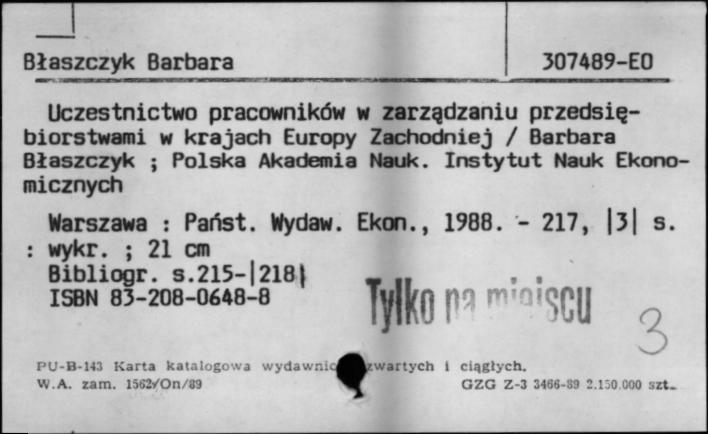 Błaszczyk Barbara 307489-EO
Uczestnictwo pracowników w zarządzaniu przedsię-
biorstwami w krajach Europy Zachodniej / Barbara
Błaszczyk ; Polska Akademia Nauk. Instytut Nauk Ekono-
micznych
Warszawa : Państ. Wydaw. Ekon., 1988. - 217, |3| s.
: wykr. ; 21 cm
Bibliogr. s.215-|218|
ISBN 83-208-0648-8
Tylko na miejscu
3
PU-B-143 Karta katalogowa wydawnic zwartych i ciągłych.
W.A. zam. 1562/On/89 GZG Z-3 3466-89 2.150.000 szt.